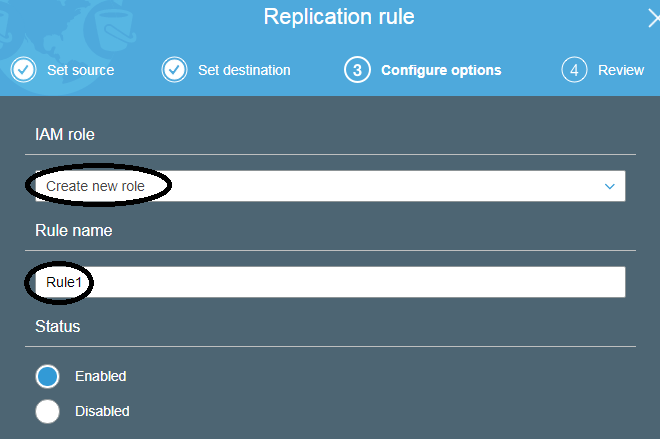 Replication rule
Set source Set destination 3 Configure options 4 Review
IAM role
Create new role
Rule name
Rule1
Status
Enabled
Disabled